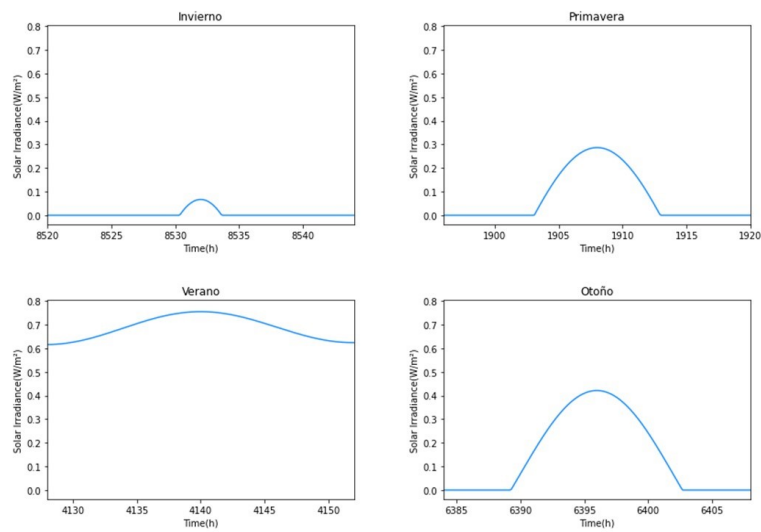 Invierno
0.8
0.7
0.6
0.5
0.4
0.3
0.2
0.1
0.0
Solar Irradiance(W/m²)
8520 8525 8530 8535 8540
Time(h)
Primavera
0.8
0.7
0.6
0.5
0.4
0.3
0.2
0.1
0.0
Solar Irradiance(W/m²)
1900 1905 1910 1915 1920
Time(h)
Verano
0.8
0.7
0.6
0.5
0.4
0.3
0.2
0.1
0.0
Solar Irradiance(W/m²)
4130 4135 4140 4145 4150
Time(h)
Otoño
0.8
0.7
0.6
0.5
0.4
0.3
0.2
0.1
0.0
Solar Irradiance(W/m²)
6385 6390 6395 6400 6405
Time(h)